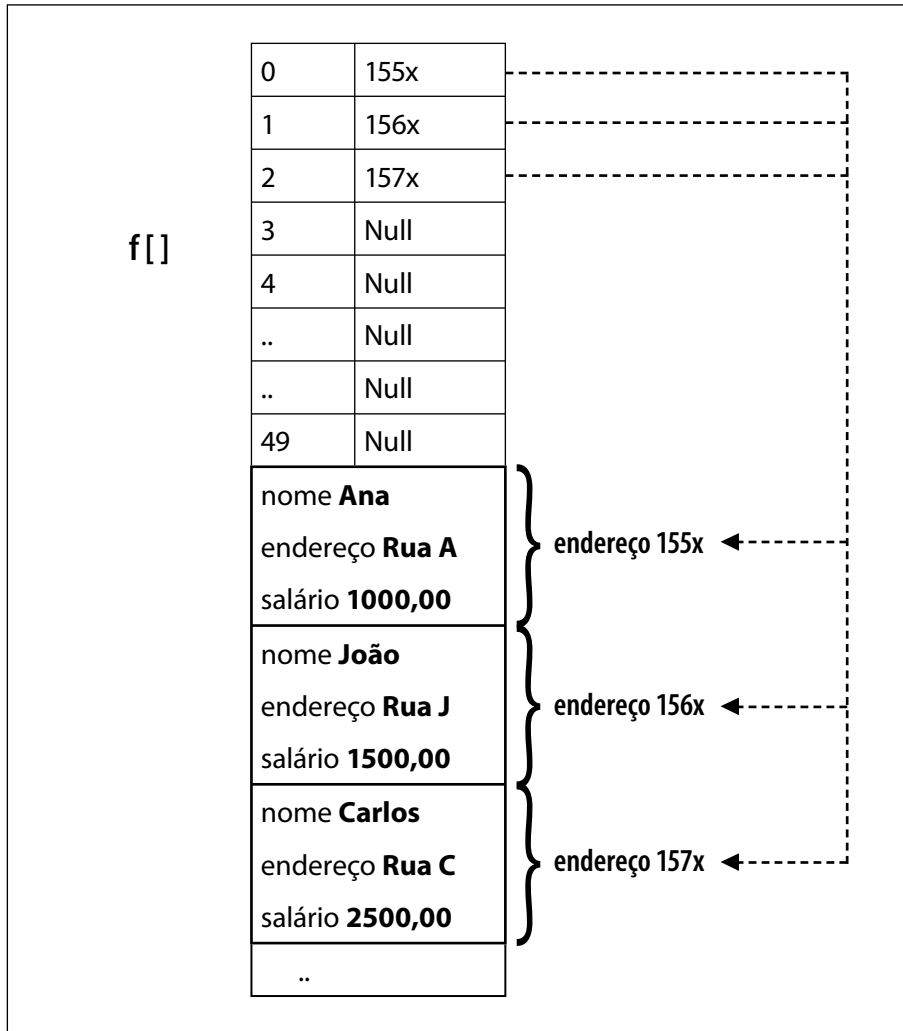 0 155x
1 156x
2 157x
3 Null
f[] 
4 Null
.. Null
.. Null
49 Null
nome Ana
endereço Rua A
salário 1000,00
endereço 155x
nome João
endereço Rua J
salário 1500,00
endereço 156x
nome Carlos
endereço Rua C
salário 2500,00
endereço 157x
..